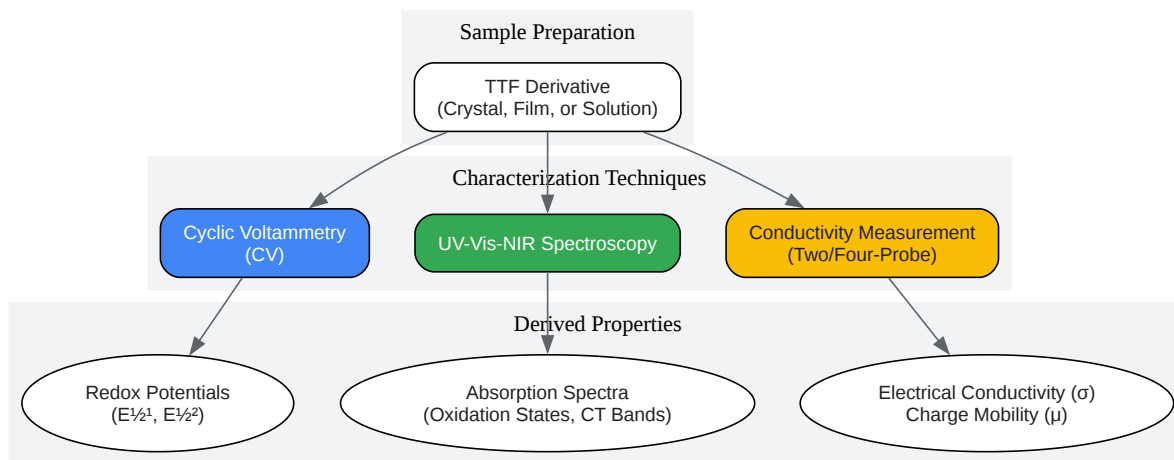 Sample Preparation
TTF Derivative
(Crystal, Film, or Solution)
Characterization Techniques
Cyclic Voltammetry
(CV)
UV-Vis-NIR Spectroscopy
Conductivity Measurement
(Two/Four-Probe)
Derived Properties
Redox Potentials
(E½¹, E½²)
Absorption Spectra
(Oxidation States, CT Bands)
Electrical Conductivity (σ)
Charge Mobility (μ)